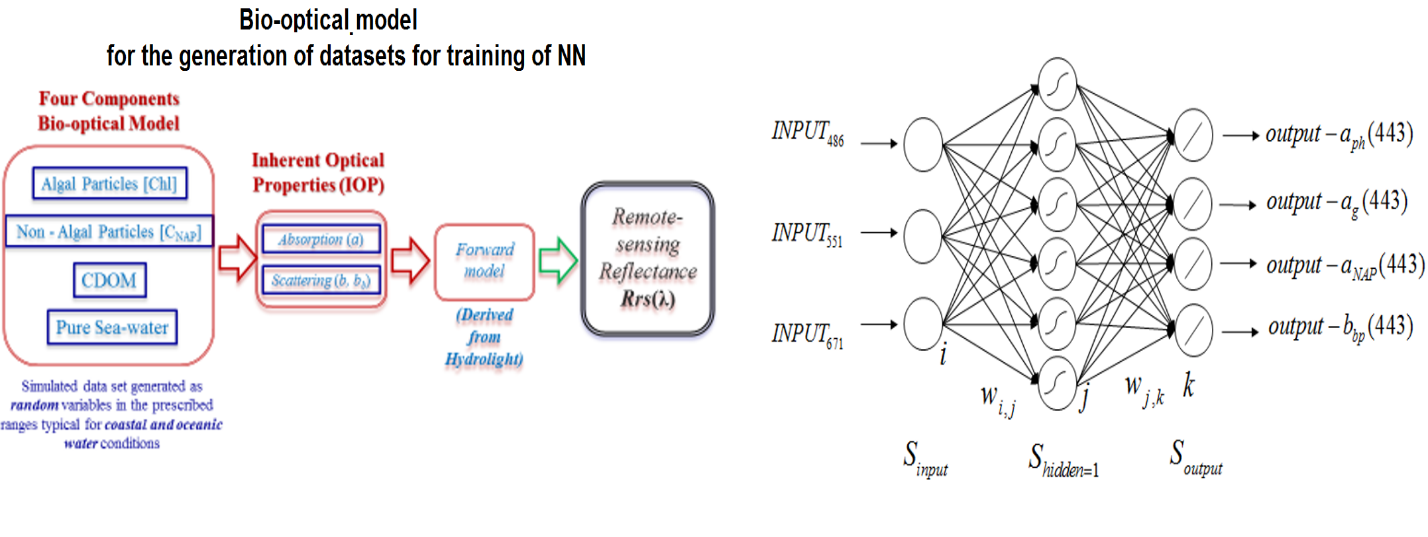 Bio-optical model
for the generation of datasets for training of NN
Four Components
Bio-optical Model
Algal Particles [Chl]
Non - Algal Particles [CNAP]
CDOM
Pure Sea-water
Simulated data set generated as
random variables in the prescribed
ranges typical for coastal and oceanic
water conditions
Inherent Optical
Properties (IOP)
Absorption (a)
Scattering (b, bb)
Forward
model
(Derived
from
Hydrolight)
Remote-
sensing
Reflectance
Rrs(λ)
INPUT486
INPUT551
INPUT671
i
wi,j
j
wj,k
k
Sinput
Shidden=1
Soutput
output – aph(443)
output – ag(443)
output – aNAP(443)
output – bbp(443)